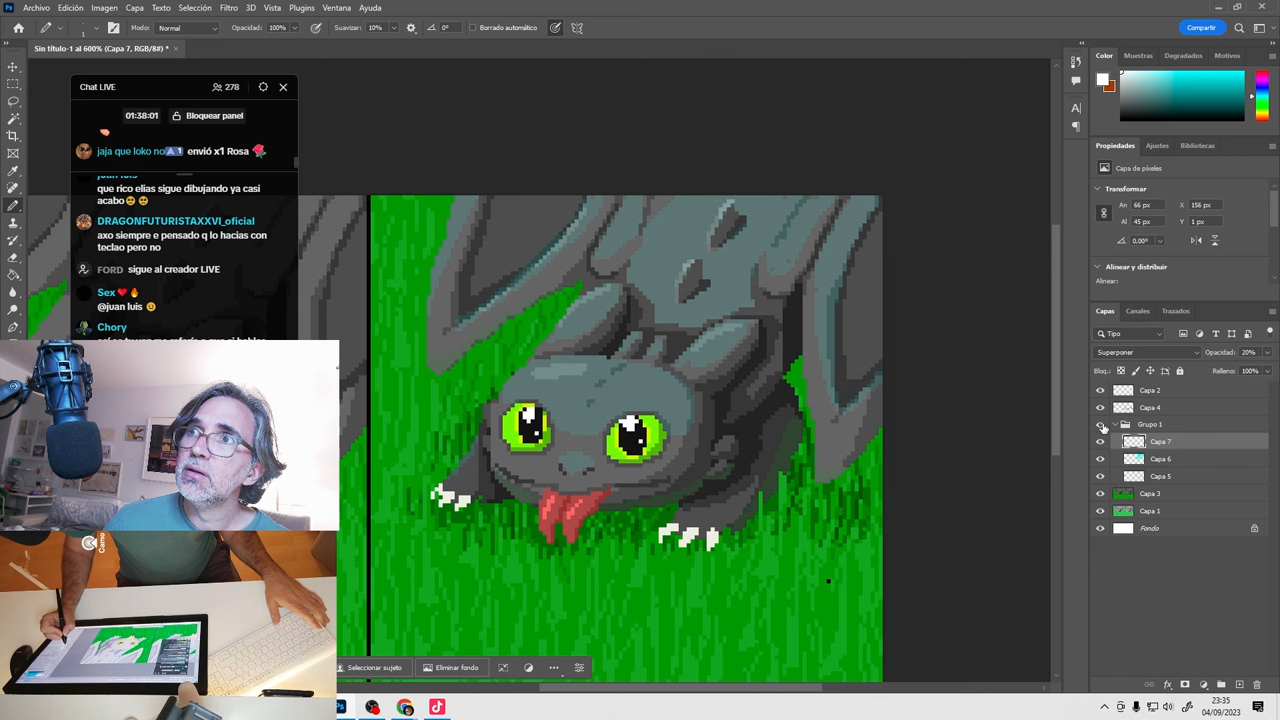 Archivo Edición Imagen Capa Texto Selección Filtro 3D Vista Plugins Ventana Ayuda
1 Modo: Normal Opacidad: 100% Suavizar: 10% 0° Borrado automático Compartir
Sin título-1 al 600% (Capa 7, RGB/8#) *
Chat LIVE 278
01:38:01 Bloquear panel
jaja que loko no 1 envió x1 Rosa
juan luis
que rico elias sigue dibujando ya casi
acabo
DRAGONFUTURISTAXXVI_oficial
axo siempre e pensado q lo hacias con
teclao pero no
FORD sigue al creador LIVE
Sex
@juan luis
Chory
Camo
Seleccionar sujeto Eliminar fondo
Color Muestras Degradados Motivos
Propiedades Ajustes Bibliotecas
Capa de píxeles
Transformar
An 66 px X 156 px
Al 45 px Y 1 px
0,00°
Alinear y distribuir
Alinear:
Capas Canales Trazados
Tipo
Superponer Opacidad: 20%
Bloq.: Relleno: 100%
Capa 2
Capa 4
Grupo 1
Capa 7
Capa 6
Capa 5
Capa 3
Capa 1
Fondo
23:35
04/09/2023